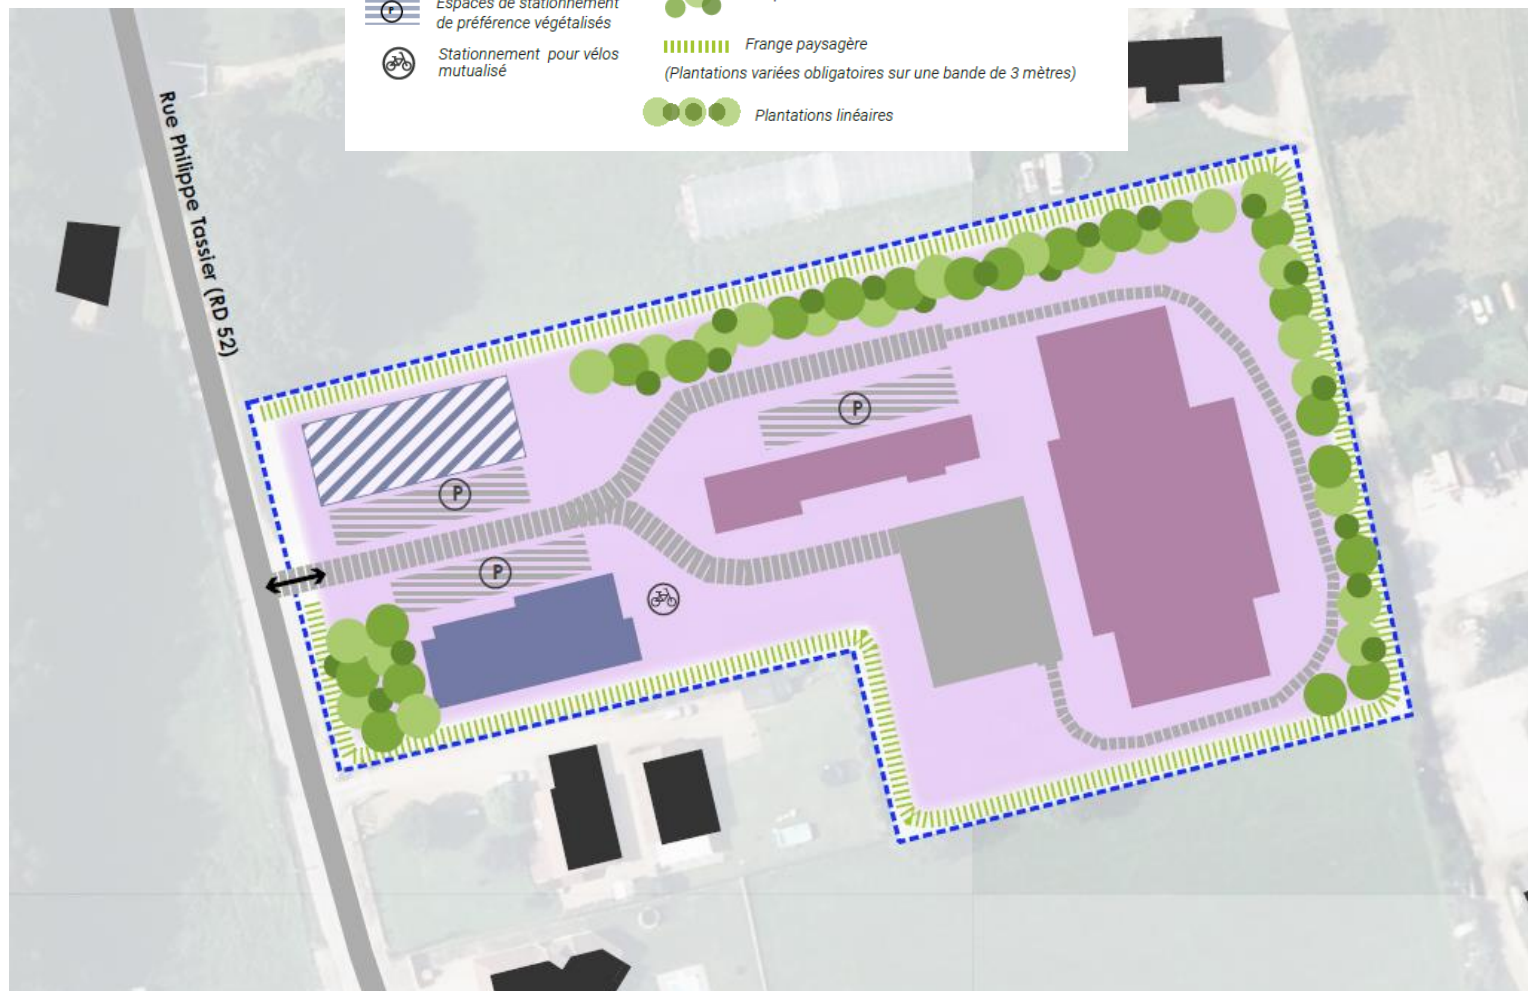 Espaces de stationnement
de préférence végétalisés
P
Stationnement pour vélos
mutualisé
Frange paysagère
(Plantations variées obligatoires sur une bande de 3 mètres)
Plantations linéaires
Rue Philippe Tassier (RD 52)
P
P
P